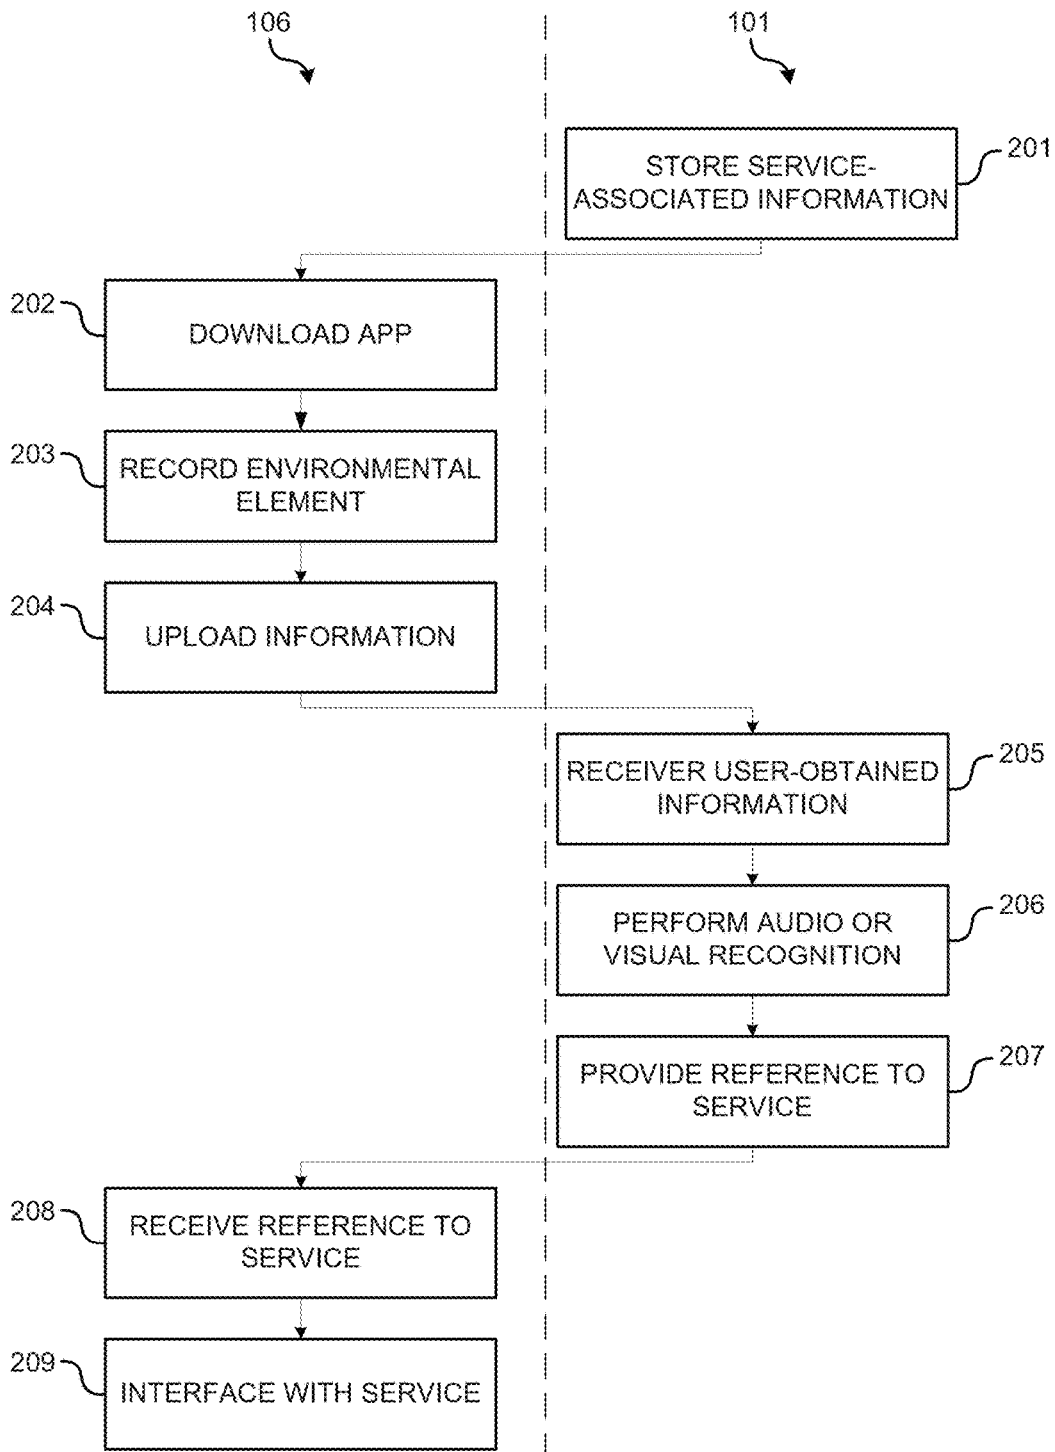 106
101
STORE SERVICE-
ASSOCIATED INFORMATION
201
202
DOWNLOAD APP
203
RECORD ENVIRONMENTAL
ELEMENT
204
UPLOAD INFORMATION
RECEIVER USER-OBTAINED
INFORMATION
205
PERFORM AUDIO OR
VISUAL RECOGNITION
206
PROVIDE REFERENCE TO
SERVICE
207
208
RECEIVE REFERENCE TO
SERVICE
209
INTERFACE WITH SERVICE